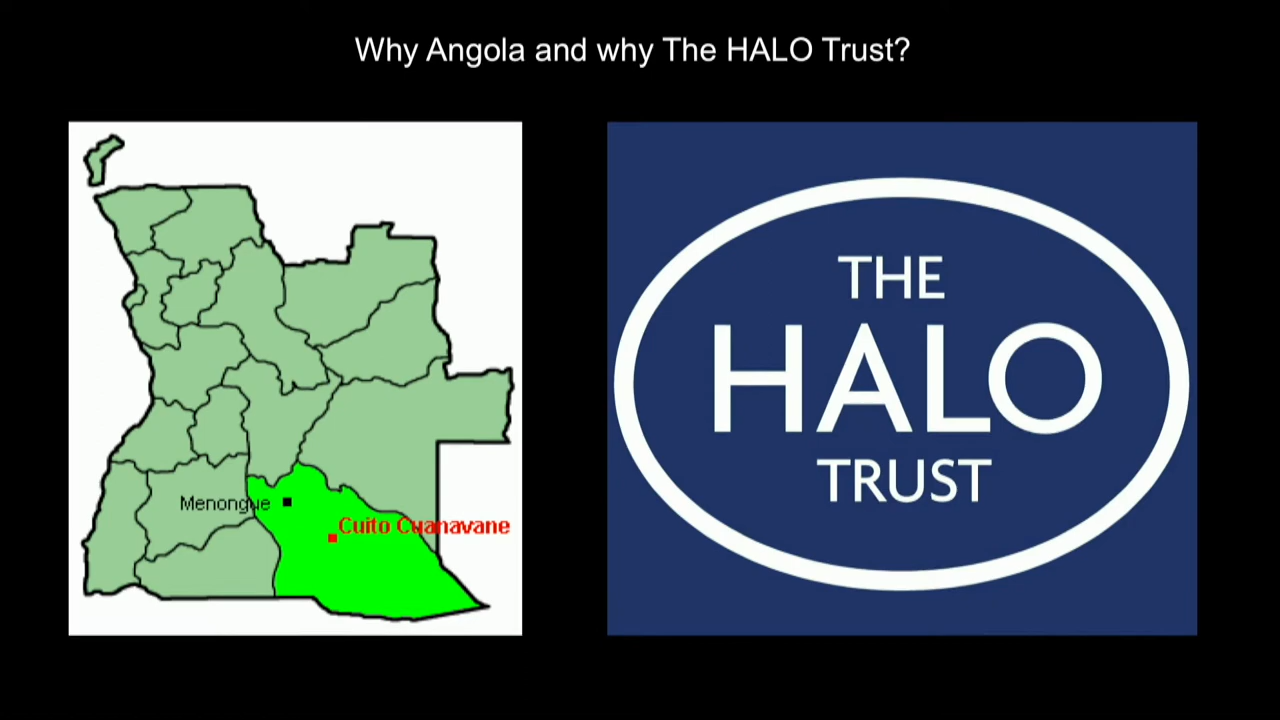 Why Angola and why The HALO Trust?
Menongue
Cuito Cuanavane
THE
HALO
TRUST